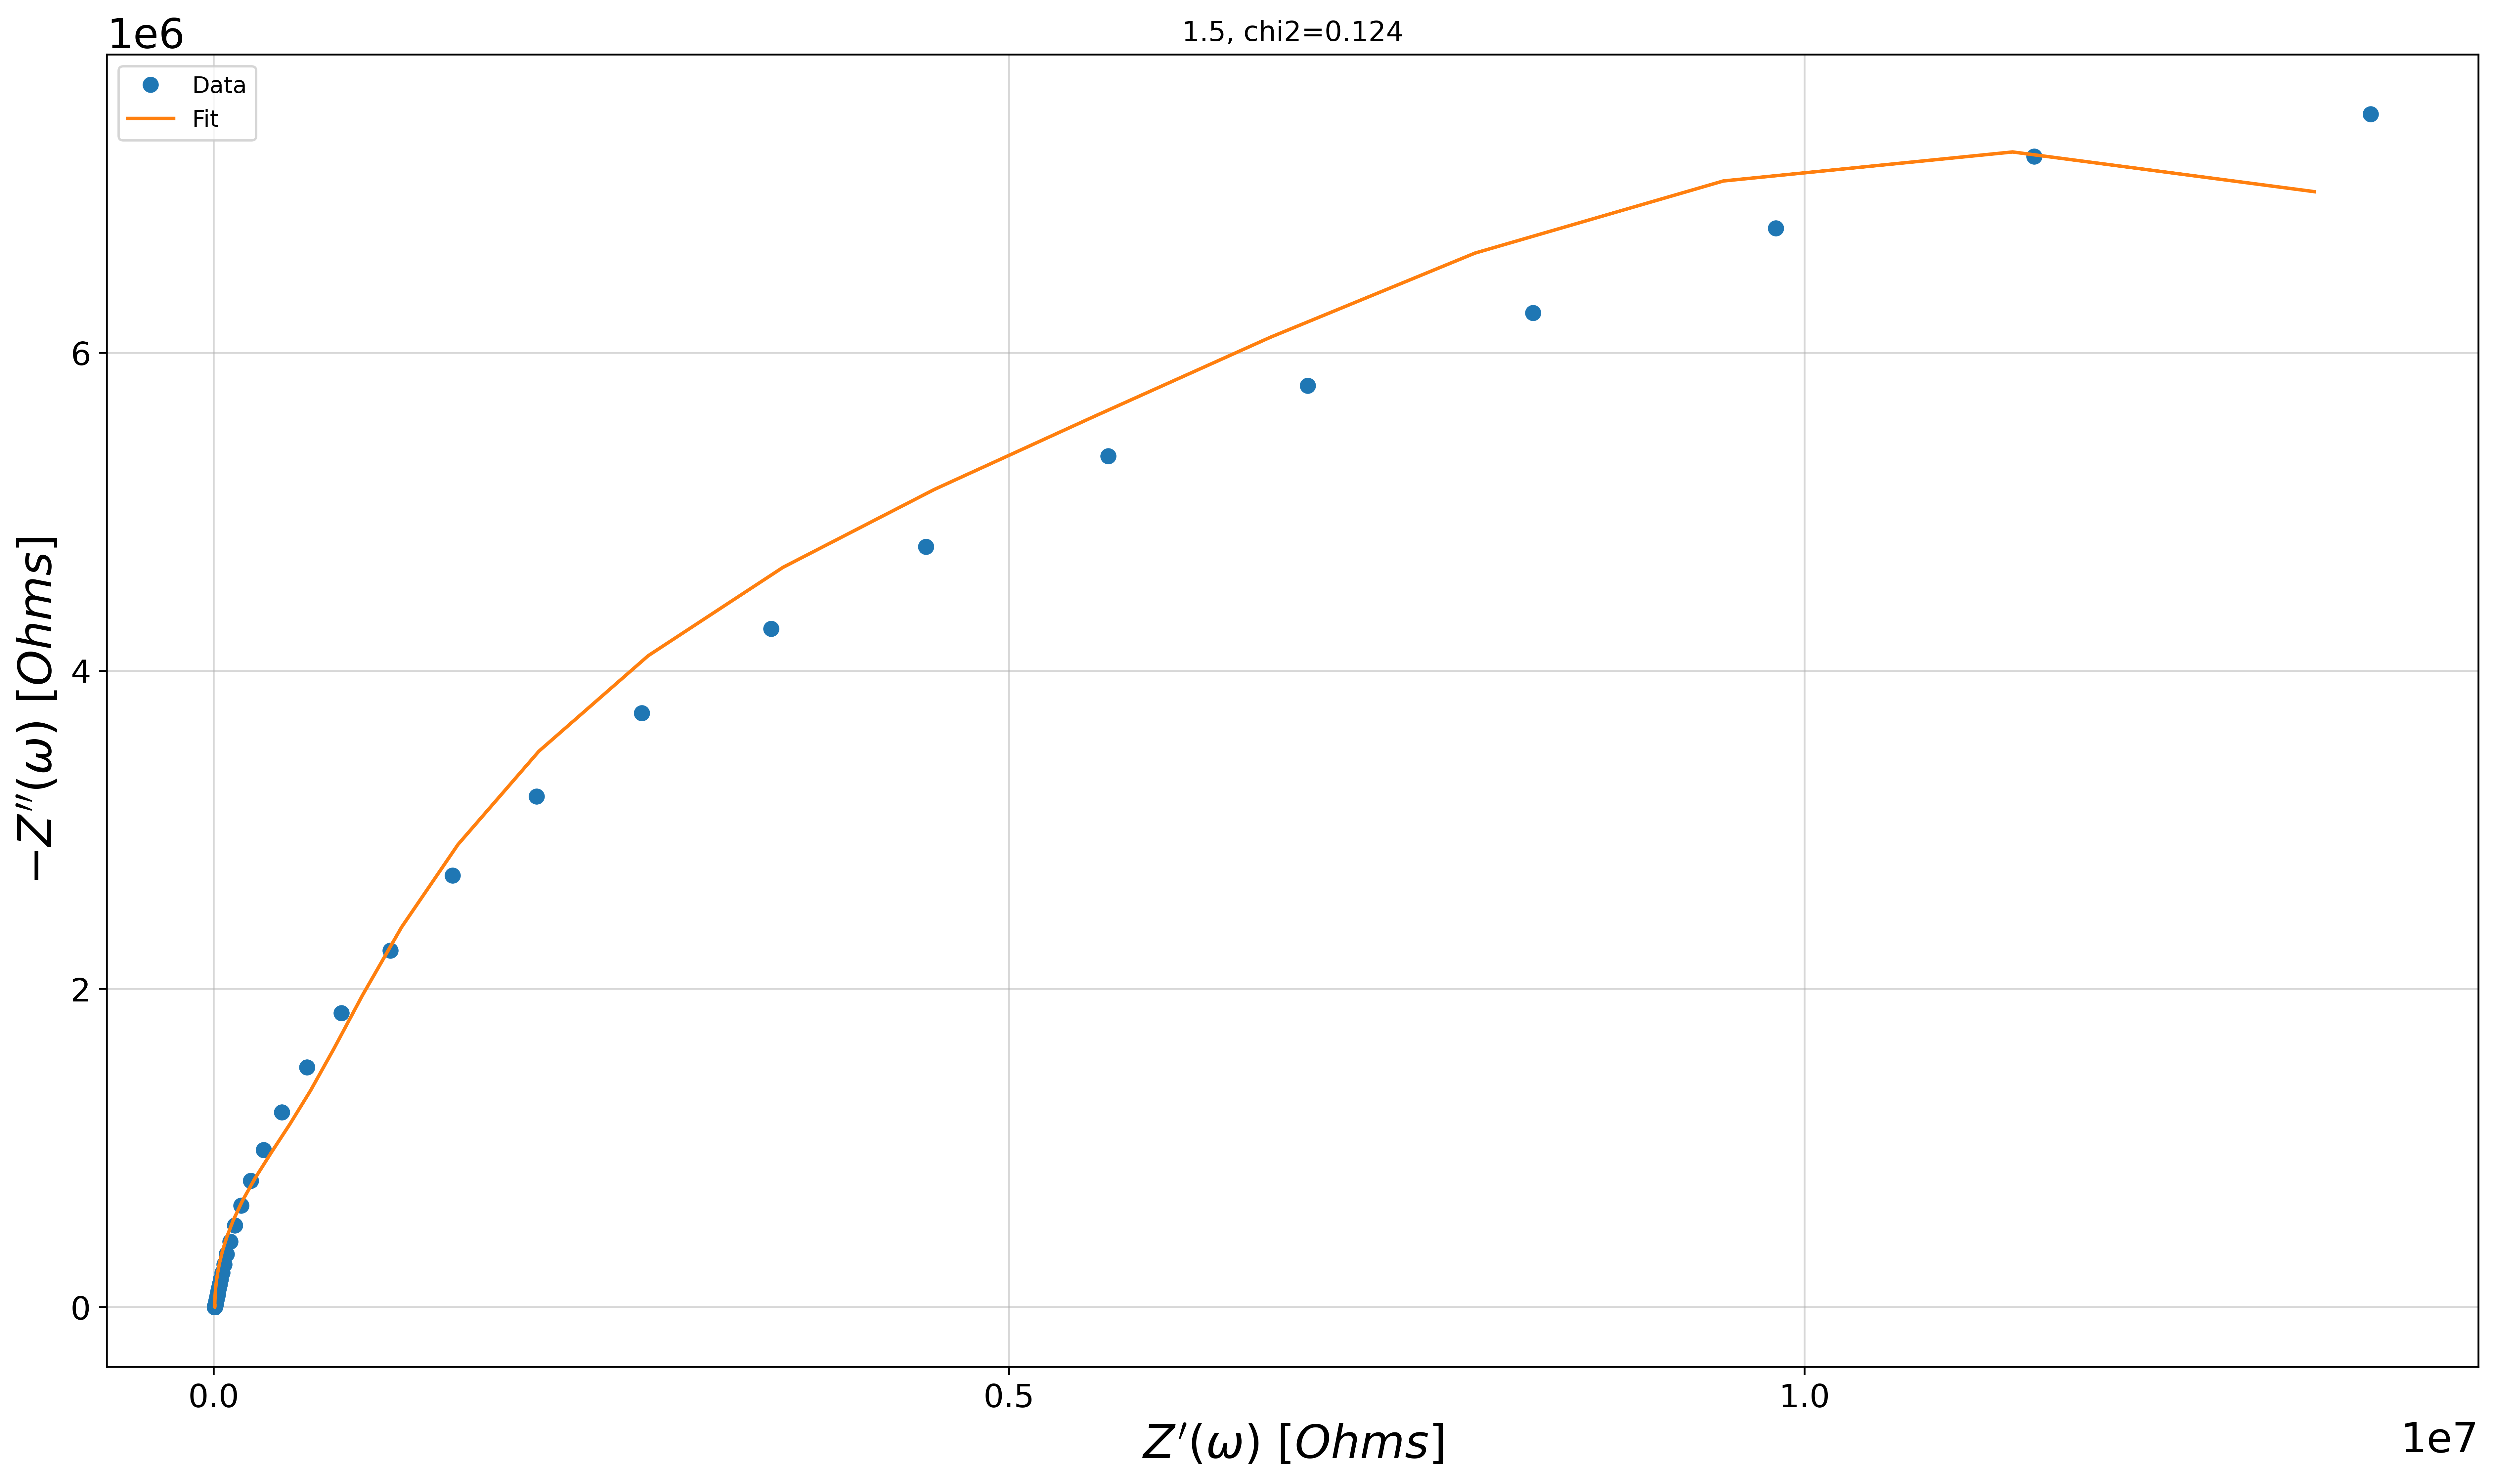 1.5, chi2=0.124
1e6
Data
Fit
6
4
2
0
−Z′′(ω) [Ohms]
0.0
0.5
1.0
Z′(ω) [Ohms]
1e7